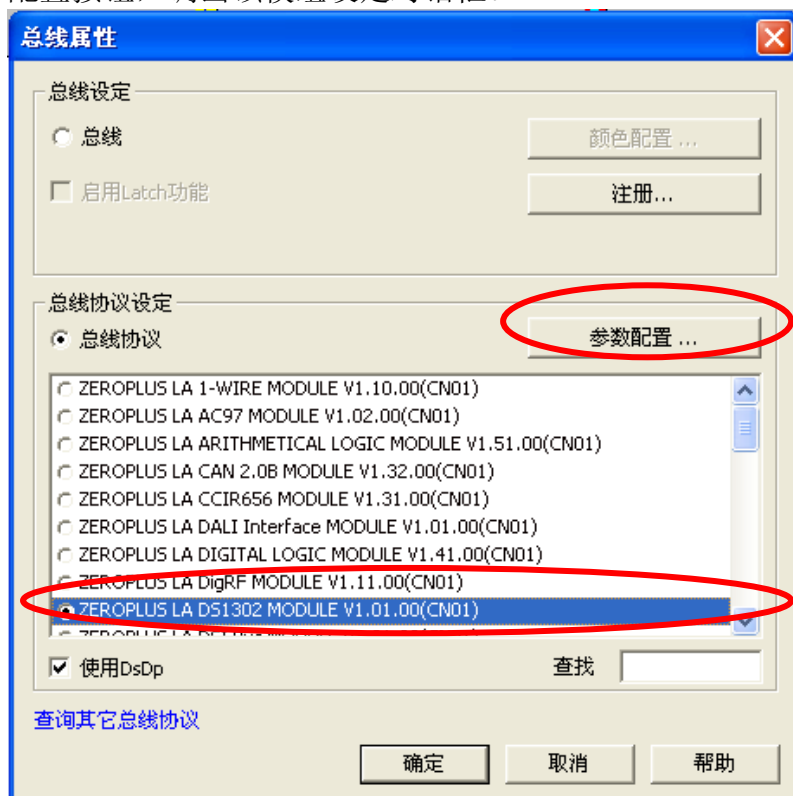 总线属性
总线设定
总线
颜色配置 ...
启用Latch功能
注册...
总线协议设定
总线协议
参数配置 ...
ZEROPLUS LA 1-WIRE MODULE V1.10.00(CN01)
ZEROPLUS LA AC97 MODULE V1.02.00(CN01)
ZEROPLUS LA ARITHMETICAL LOGIC MODULE V1.51.00(CN01)
ZEROPLUS LA CAN 2.0B MODULE V1.32.00(CN01)
ZEROPLUS LA CCIR656 MODULE V1.31.00(CN01)
ZEROPLUS LA DALI Interface MODULE V1.01.00(CN01)
ZEROPLUS LA DIGITAL LOGIC MODULE V1.41.00(CN01)
ZEROPLUS LA DigRF MODULE V1.11.00(CN01)
ZEROPLUS LA DS1302 MODULE V1.01.00(CN01)
使用DsDp
查找
查询其它总线协议
确定
取消
帮助